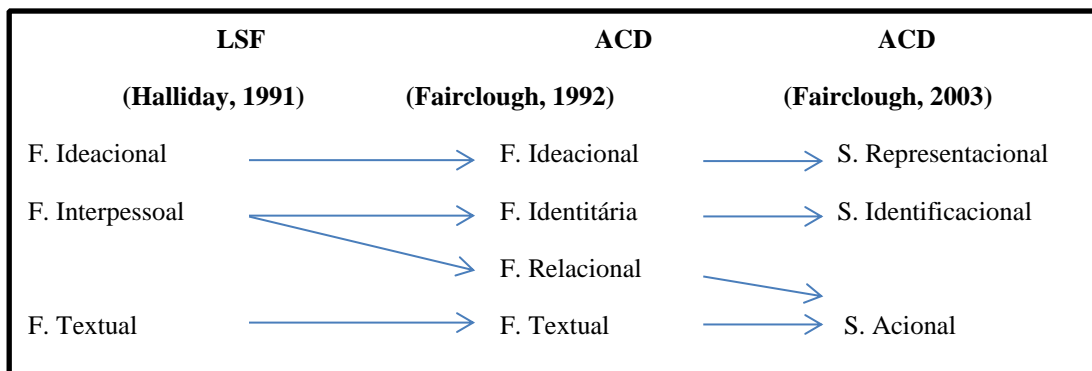 LSF ACD ACD
(Halliday, 1991) (Fairclough, 1992) (Fairclough, 2003)
F. Ideacional F. Ideacional S. Representacional
F. Interpessoal F. Identitária S. Identificacional
F. Relacional
F. Textual F. Textual S. Acional